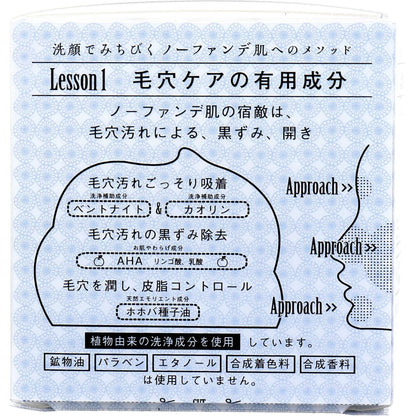 洗顔でみちびく ノーファンデ肌へのメソッド
Lesson 1 毛穴ケアの有用成分
ノーファンデ肌の宿敵は、
毛穴汚れによる、黒ずみ、開き
毛穴汚れごっそり吸着
洗浄補助成分 洗浄補助成分
ベントナイト & カオリン
Approach >>
毛穴汚れの黒ずみ除去
お肌やわらげ成分
AHA リンゴ酸、乳酸
Approach >>
毛穴を潤し、皮脂コントロール
天然エモリエント成分
ホホバ種子油
Approach >>
植物由来の洗浄成分を使用 しています。
鉱物油 パラベン エタノール 合成着色料 合成香料
は使用していません。
CUT